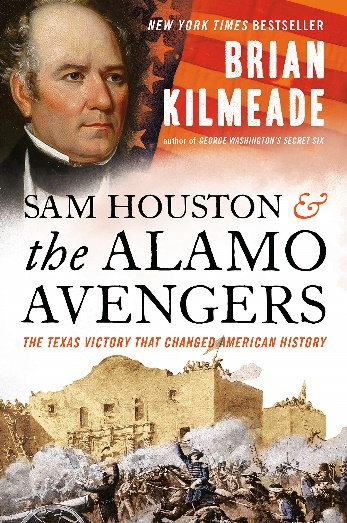 NEW YORK TIMES BESTSELLER
BRIAN
KILMEADE
author of GEORGE WASHINGTON'S SECRET SIX
SAM HOUSTON &
the ALAMO
AVENGERS
THE TEXAS VICTORY THAT CHANGED AMERICAN HISTORY